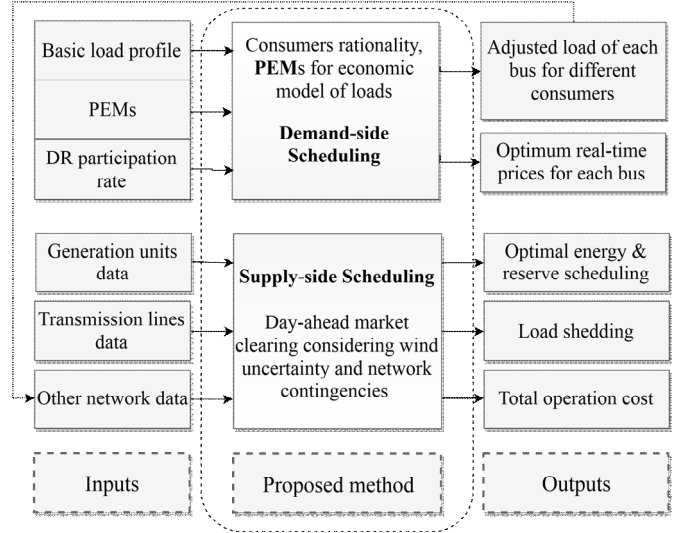 Basic load profile
PEMs
DR participation
rate
Consumers rationality,
PEMs for economic
model of loads
Demand-side
Scheduling
Adjusted load of each
bus for different
consumers
Optimum real-time
prices for each bus
Generation units
data
Transmission lines
data
Other network data
Supply-side Scheduling
Day-ahead market
clearing considering wind
uncertainty and network
contingencies
Optimal energy &
reserve scheduling
Load shedding
Total operation cost
Inputs
Proposed method
Outputs